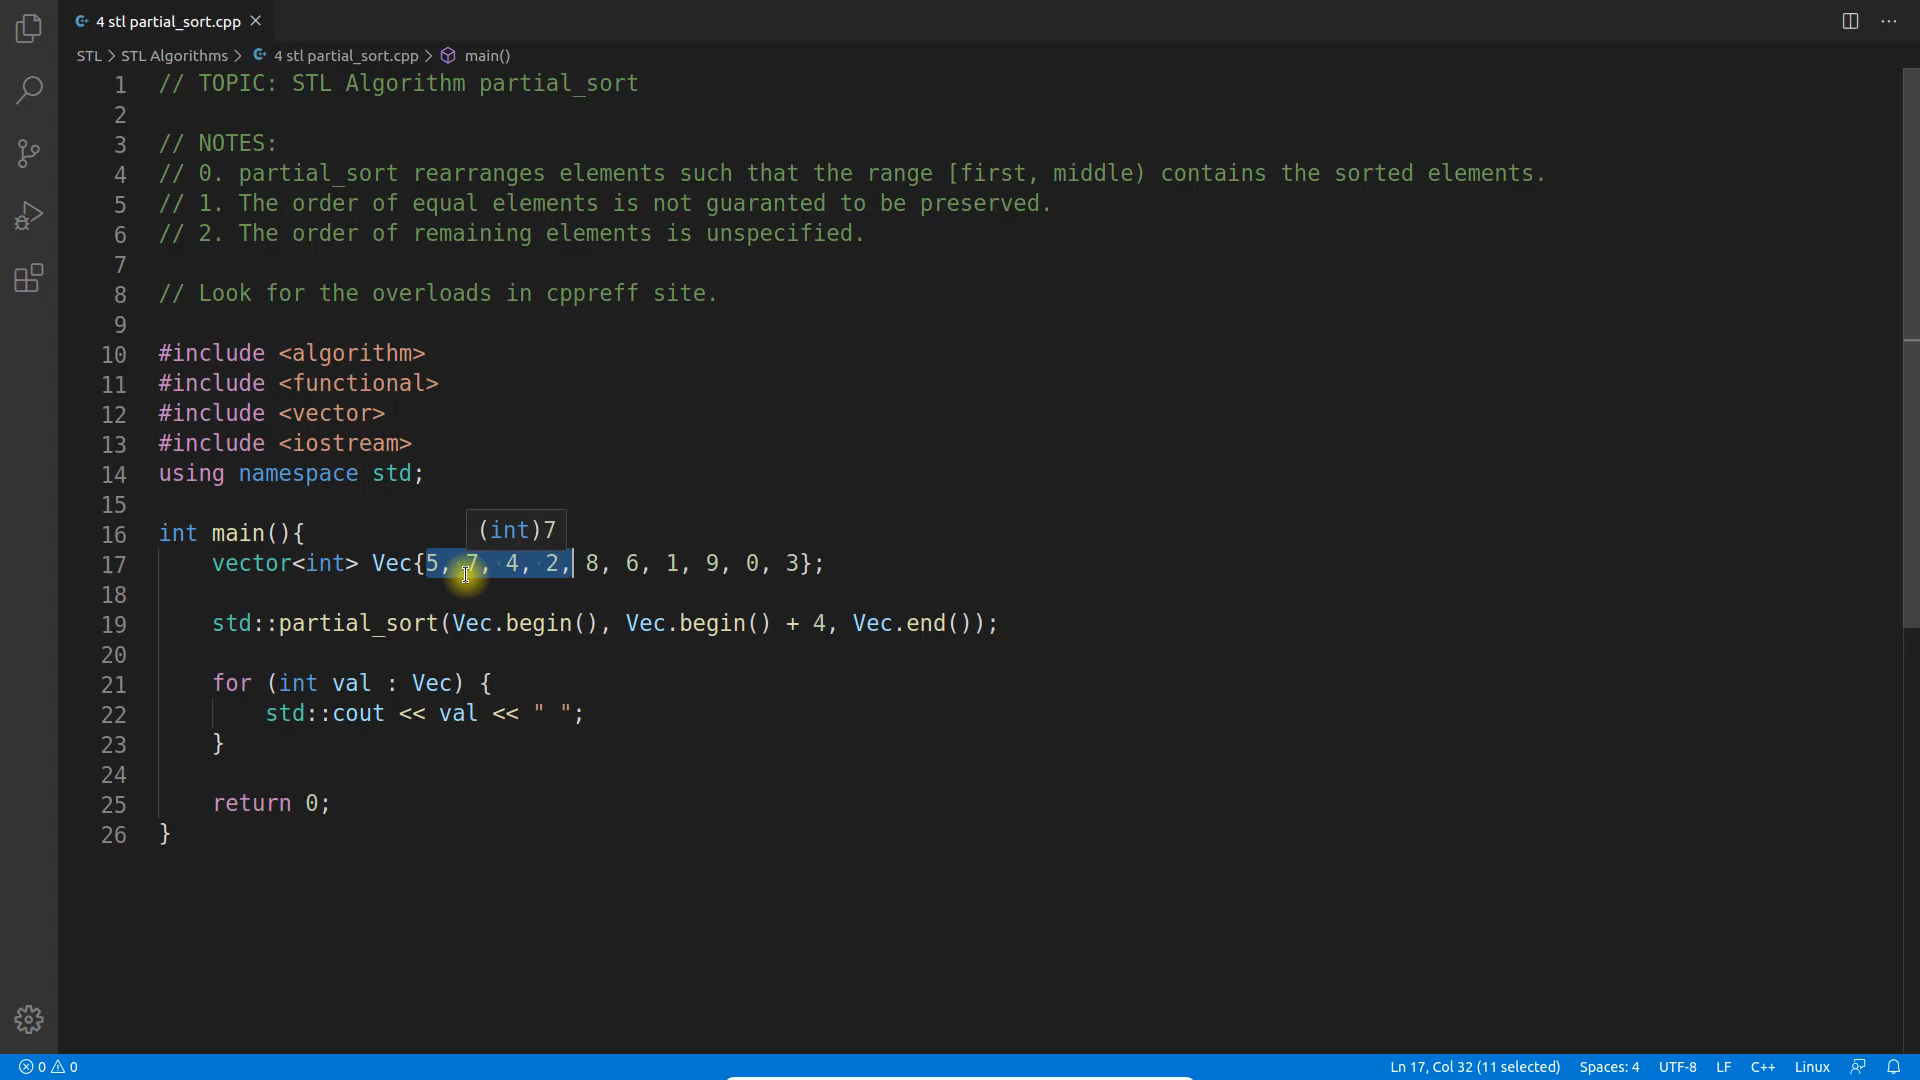 4 stl partial_sort.cpp
STL > STL Algorithms > 4 stl partial_sort.cpp > main()
1 // TOPIC: STL Algorithm partial_sort
2
3 // NOTES:
4 // 0. partial_sort rearranges elements such that the range [first, middle) contains the sorted elements.
5 // 1. The order of equal elements is not guaranted to be preserved.
6 // 2. The order of remaining elements is unspecified.
7
8 // Look for the overloads in cppreff site.
9
10 #include <algorithm>
11 #include <functional>
12 #include <vector>
13 #include <iostream>
14 using namespace std;
15
16 int main(){
(int)7
17 vector<int> Vec{5, 7, 4, 2, 8, 6, 1, 9, 0, 3};
18
19 std::partial_sort(Vec.begin(), Vec.begin() + 4, Vec.end());
20
21 for (int val : Vec) {
22 std::cout << val << " ";
23 }
24
25 return 0;
26 }
0 0 Ln 17, Col 32 (11 selected) Spaces: 4 UTF-8 LF C++ Linux